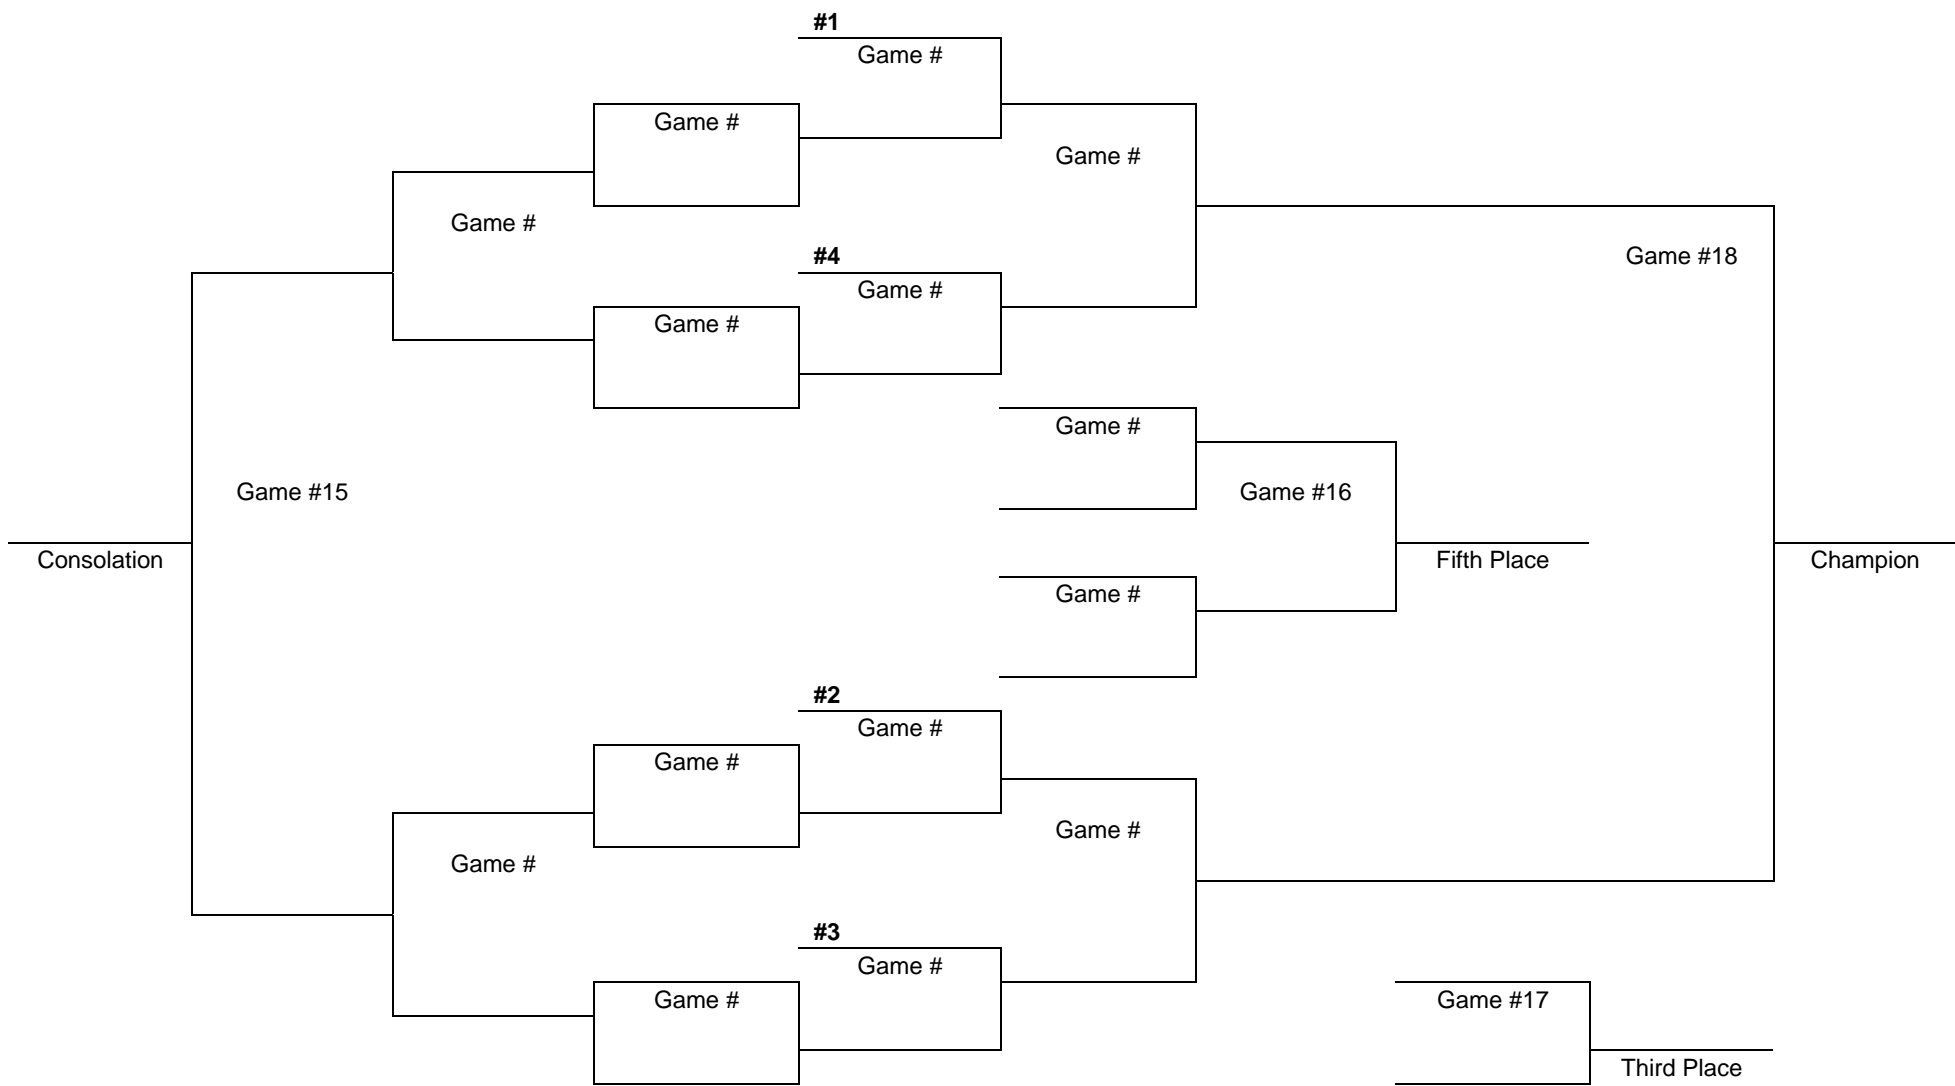 #1
Game #
Game #
Game #
Game #
#4
Game #18
Game #
Game #
Game #
Game #15
Game #16
Consolation
Fifth Place
Champion
Game #
#2
Game #
Game #
Game #
Game #
#3
Game #
Game #
Game #17
Third Place